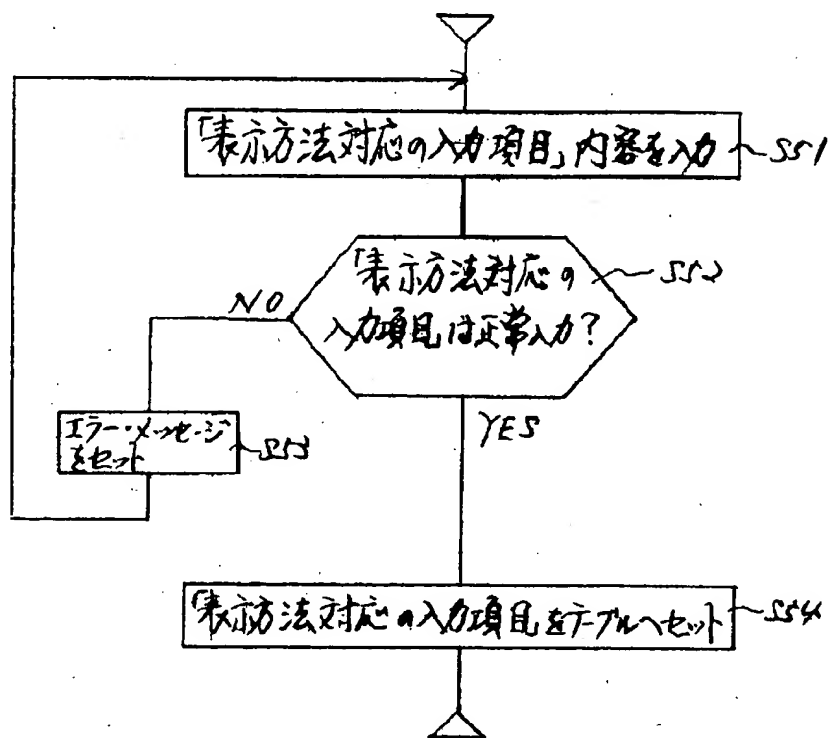 「表示方法対応の入力項目」内容を入力
S51
「表示方法対応の
S52
入力項目」は正常入力?
NO
YES
エラー・メッセージ
をセット
S53
「表示方法対応の入力項目」をテーブルへセット
S54